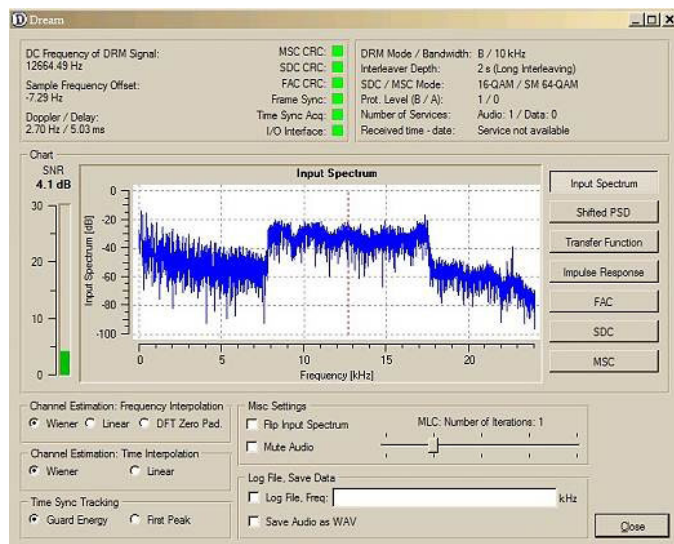 Dream
DC Frequency of DRM Signal:
12664.49 Hz
Sample Frequency Offset:
-7.29 Hz
Doppler / Delay:
2.70 Hz / 5.03 ms
MSC CRC:
SDC CRC:
FAC CRC:
Frame Sync:
Time Sync Acq:
I/O Interface:
DRM Mode / Bandwidth: B / 10 kHz
Interleaver Depth: 2 s (Long Interleaving)
SDC / MSC Mode: 16-QAM / SM 64-QAM
Prot. Level (B / A): 1 / 0
Number of Services: Audio: 1 / Data: 0
Received time - date: Service not available
Chart
SNR
4.1 dB
30
20
10
0
Input Spectrum
Input Spectrum [dB]
0
-20
-40
-60
-80
-100
0 5 10 15 20
Frequency [kHz]
Input Spectrum
Shifted PSD
Transfer Function
Impulse Response
FAC
SDC
MSC
Channel Estimation: Frequency Interpolation
Wiener Linear DFT Zero Pad.
Channel Estimation: Time Interpolation
Wiener Linear
Time Sync Tracking
Guard Energy First Peak
Misc Settings
Flip Input Spectrum
Mute Audio
MLC: Number of Iterations: 1
Log File, Save Data
Log File, Freq: kHz
Save Audio as WAV
Close